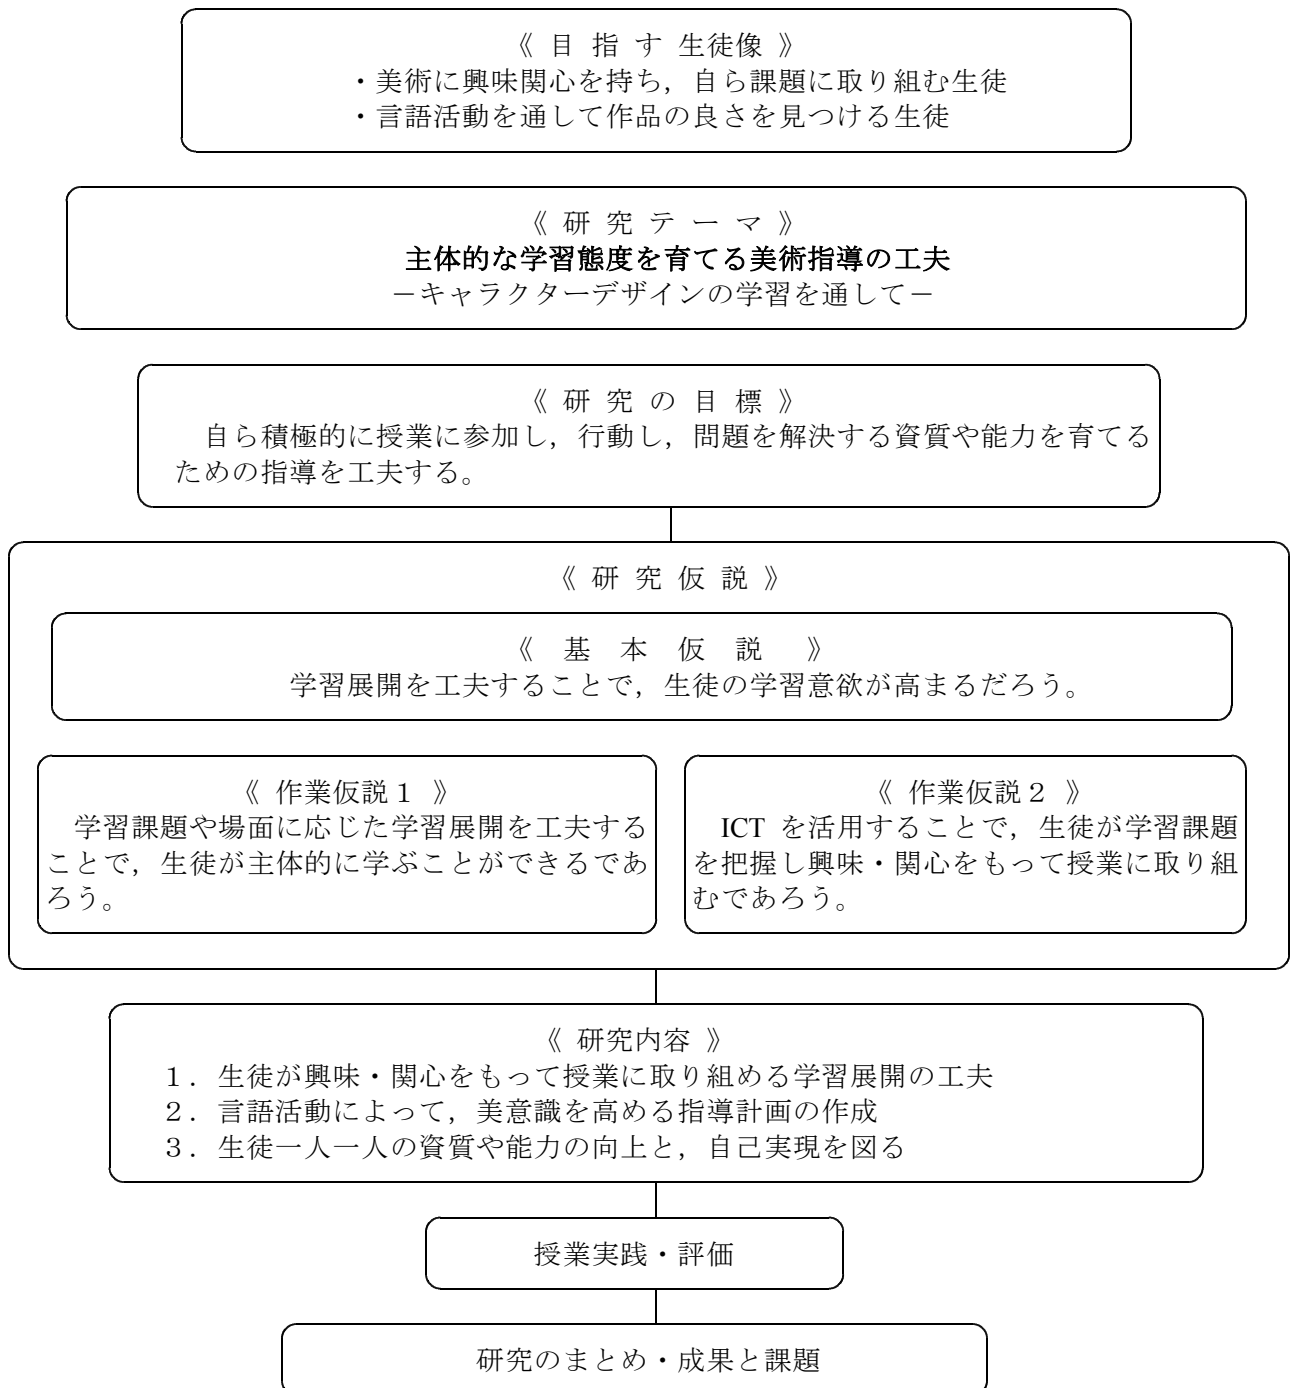 《 目 指 す 生徒像 》
・美術に興味関心を持ち，自ら課題に取り組む生徒
・言語活動を通して作品の良さを見つける生徒
《 研 究 テ ー マ 》
主体的な学習態度を育てる美術指導の工夫
－キャラクターデザインの学習を通して－
《 研 究 の 目 標 》
自ら積極的に授業に参加し，行動し，問題を解決する資質や能力を育てる
ための指導を工夫する。
《 研 究 仮 説 》
《 基 本 仮 説 》
学習展開を工夫することで，生徒の学習意欲が高まるだろう。
《 作業仮説１ 》
学習課題や場面に応じた学習展開を工夫する
ことで，生徒が主体的に学ぶことができるであ
ろう。
《 作業仮説２ 》
ICT を活用することで，生徒が学習課題
を把握し興味・関心をもって授業に取り組
むであろう。
《 研究内容 》
１．生徒が興味・関心をもって授業に取り組める学習展開の工夫
２．言語活動によって，美意識を高める指導計画の作成
３．生徒一人一人の資質や能力の向上と，自己実現を図る
授業実践・評価
研究のまとめ・成果と課題